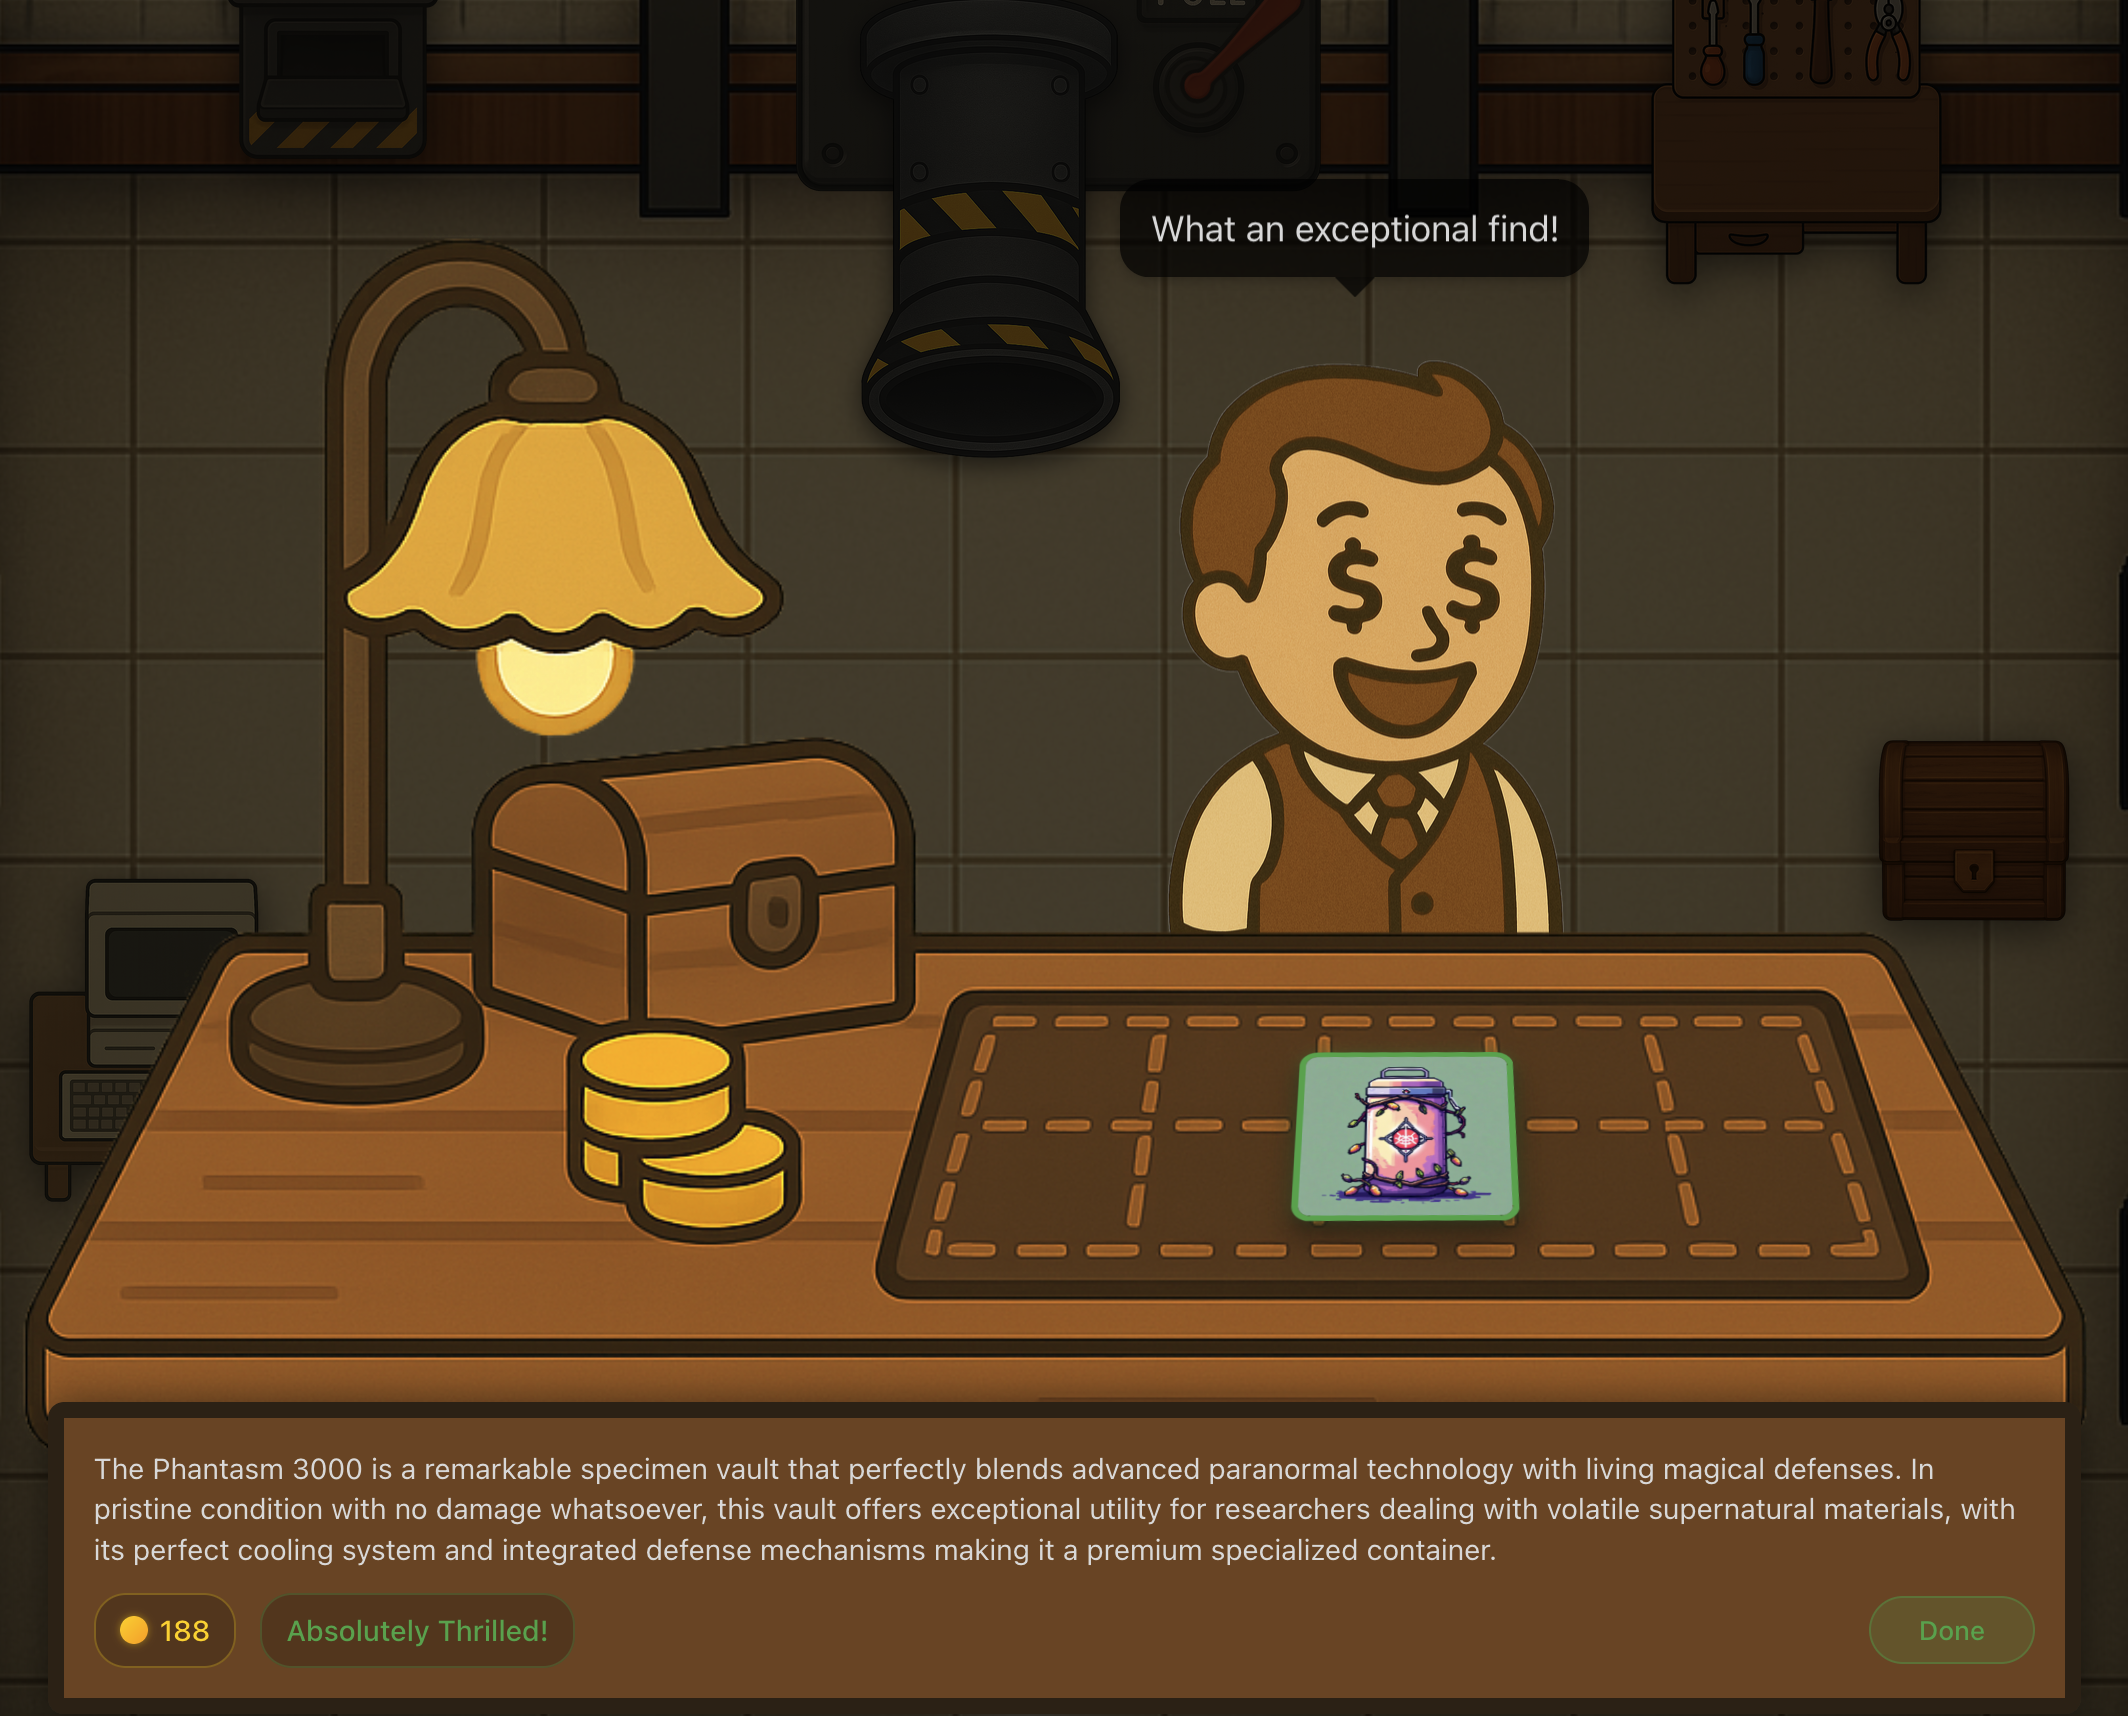 What an exceptional find!
The Phantasm 3000 is a remarkable specimen vault that perfectly blends advanced paranormal technology with living magical defenses. In
pristine condition with no damage whatsoever, this vault offers exceptional utility for researchers dealing with volatile supernatural materials, with
its perfect cooling system and integrated defense mechanisms making it a premium specialized container.
188
Absolutely Thrilled!
Done